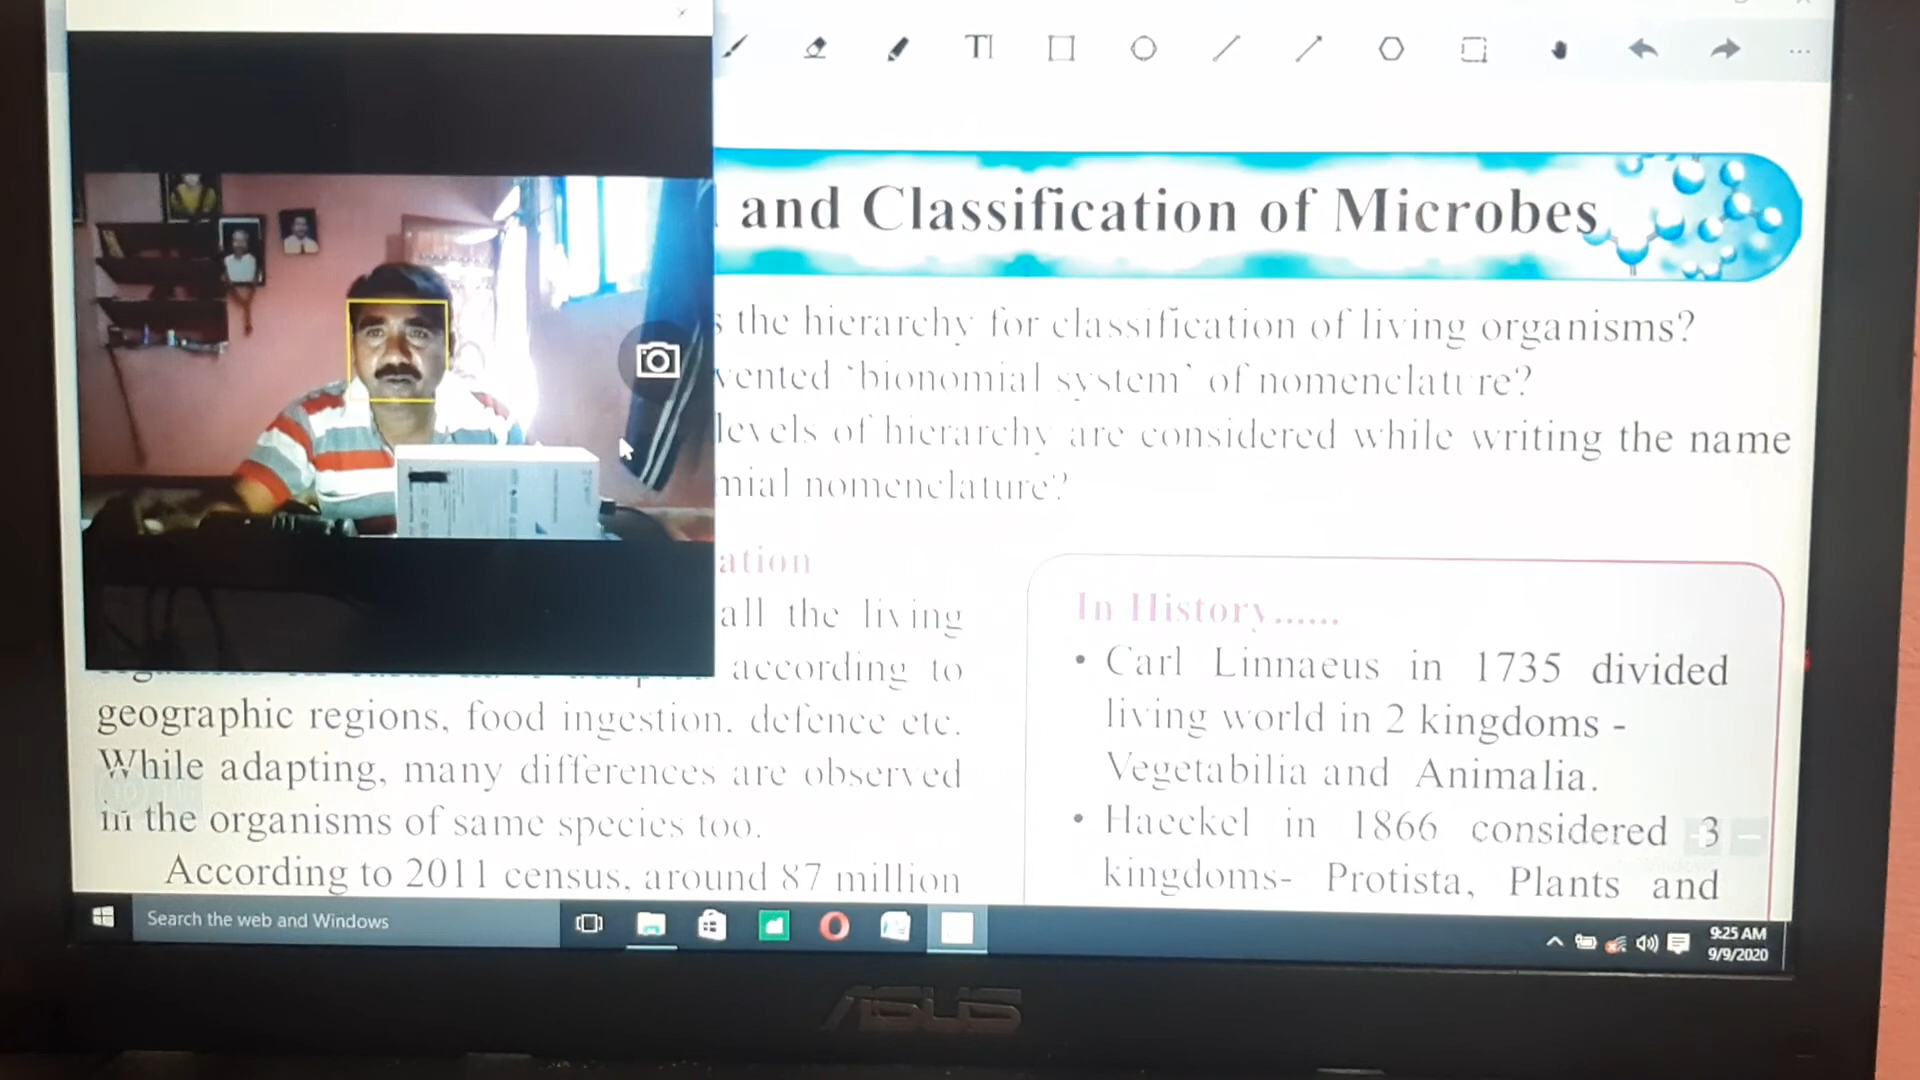 TI
and Classification of Microbes
the hierarchy for classification of living organisms?
vented ‘bionomial system’ of nomenclature?
levels of hierarchy are considered while writing the name
mial nomenclature?
ation
all the living
according to
geographic regions, food ingestion, defence etc.
While adapting, many differences are observed
in the organisms of same species too.
According to 2011 census, around 87 million
In History......
• Carl Linnaeus in 1735 divided
living world in 2 kingdoms -
Vegetabilia and Animalia.
• Haeckel in 1866 considered 3
kingdoms- Protista, Plants and
Search the web and Windows
9:25 AM
9/9/2020
ASUS